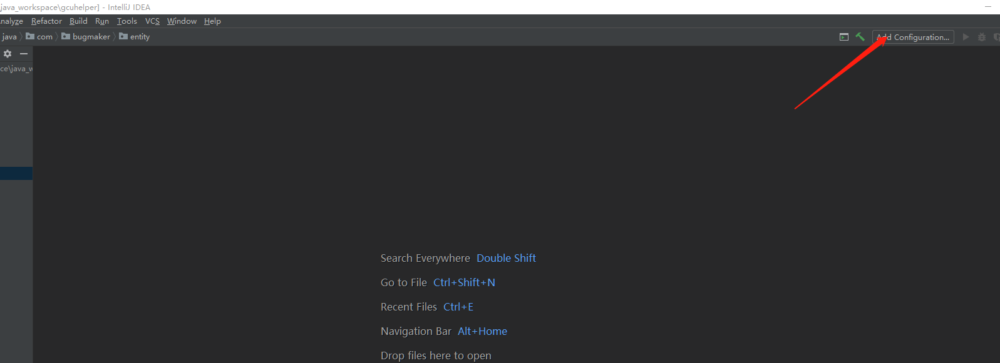 java_workspace\gcuhelper] - IntelliJ IDEA
nalyze Refactor Build Run Tools VCS Window Help
java com bugmaker entity
Add Configuration...
ce\java_w
Search Everywhere Double Shift
Go to File Ctrl+Shift+N
Recent Files Ctrl+E
Navigation Bar Alt+Home
Drop files here to open